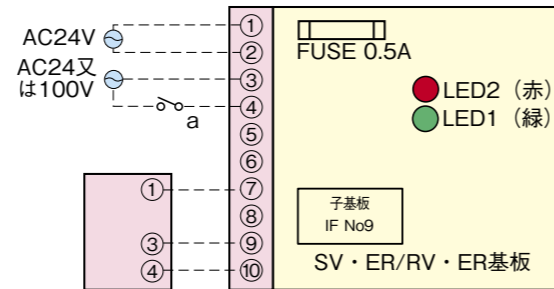 AC24V
AC24又
は100V
a
①
②
③
④
⑤
⑥
⑦
⑧
⑨
⑩
①
③
④
FUSE 0.5A
LED2（赤）
LED1（緑）
子基板
IF No9
SV・ER/RV・ER基板